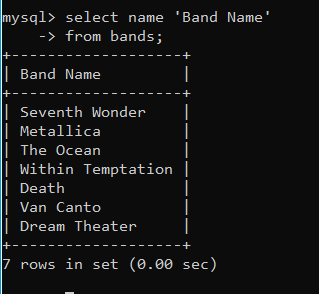 mysql> select name 'Band Name'
    -> from bands;
+-------------------+
| Band Name         |
+-------------------+
| Seventh Wonder    |
| Metallica         |
| The Ocean         |
| Within Temptation |
| Death             |
| Van Canto         |
| Dream Theater     |
+-------------------+
7 rows in set (0.00 sec)